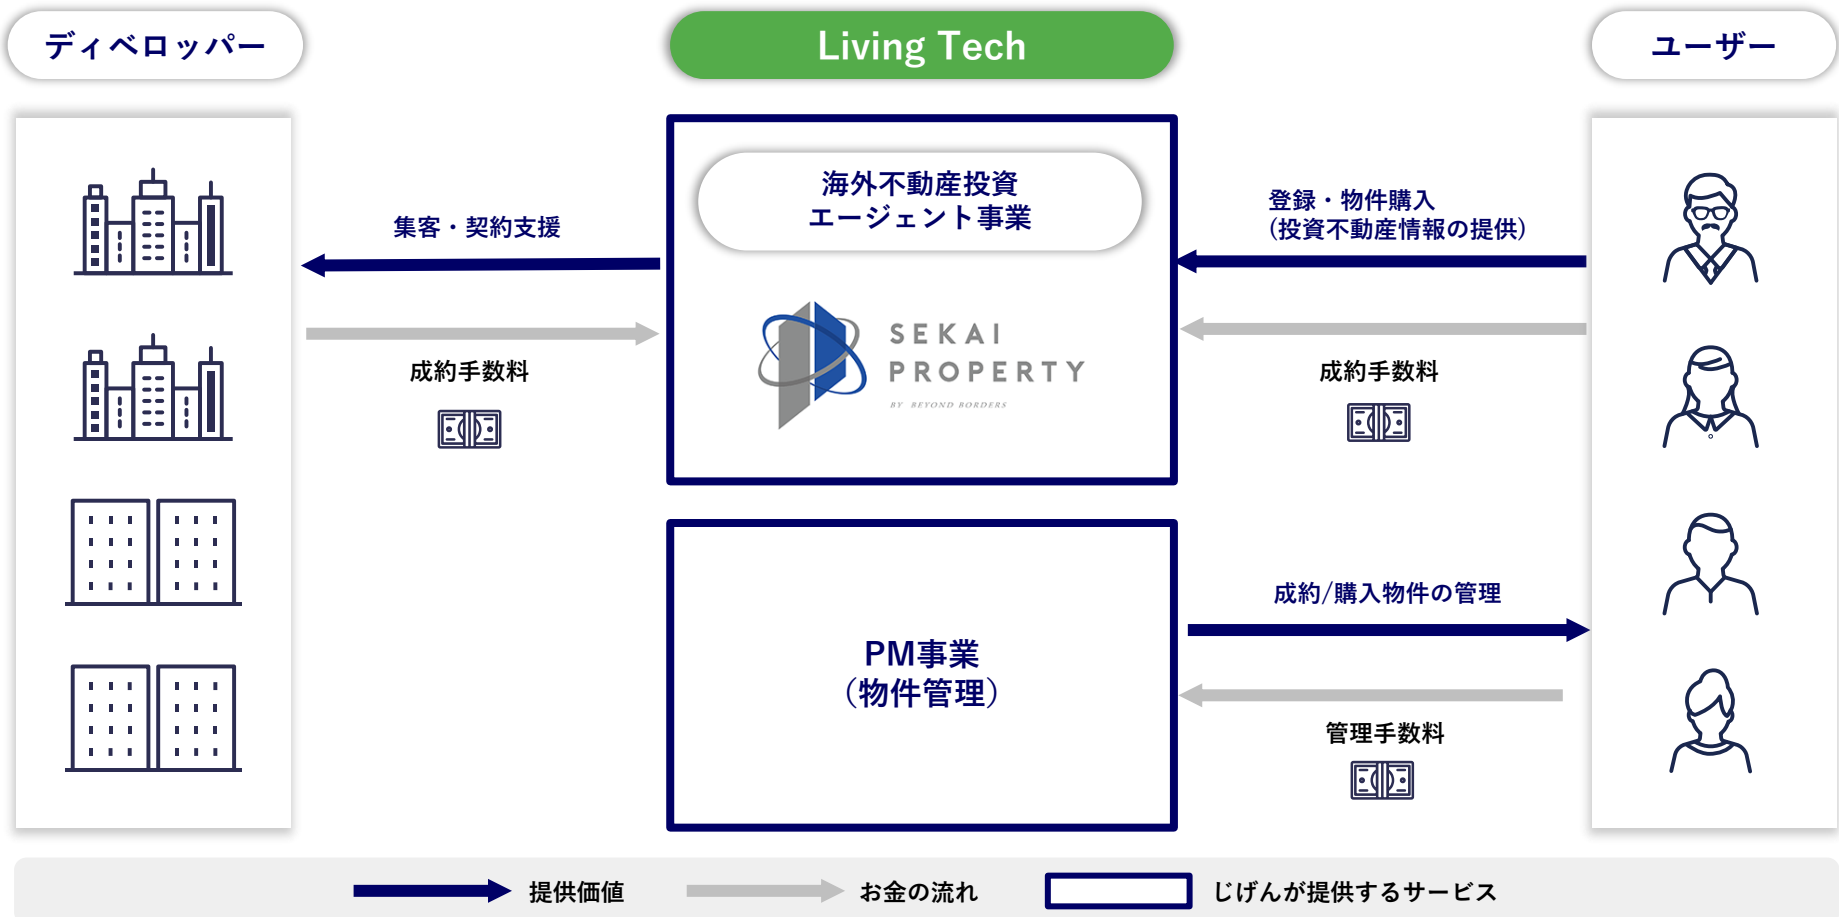 ディベロッパー
Living Tech
ユーザー
海外不動産投資
エージェント事業
集客・契約支援
成約手数料
SEKAI
PROPERTY
BY BEYOND BORDERS
登録・物件購入
(投資不動産情報の提供)
成約手数料
PM事業
（物件管理）
成約/購入物件の管理
管理手数料
提供価値
お金の流れ
じげんが提供するサービス